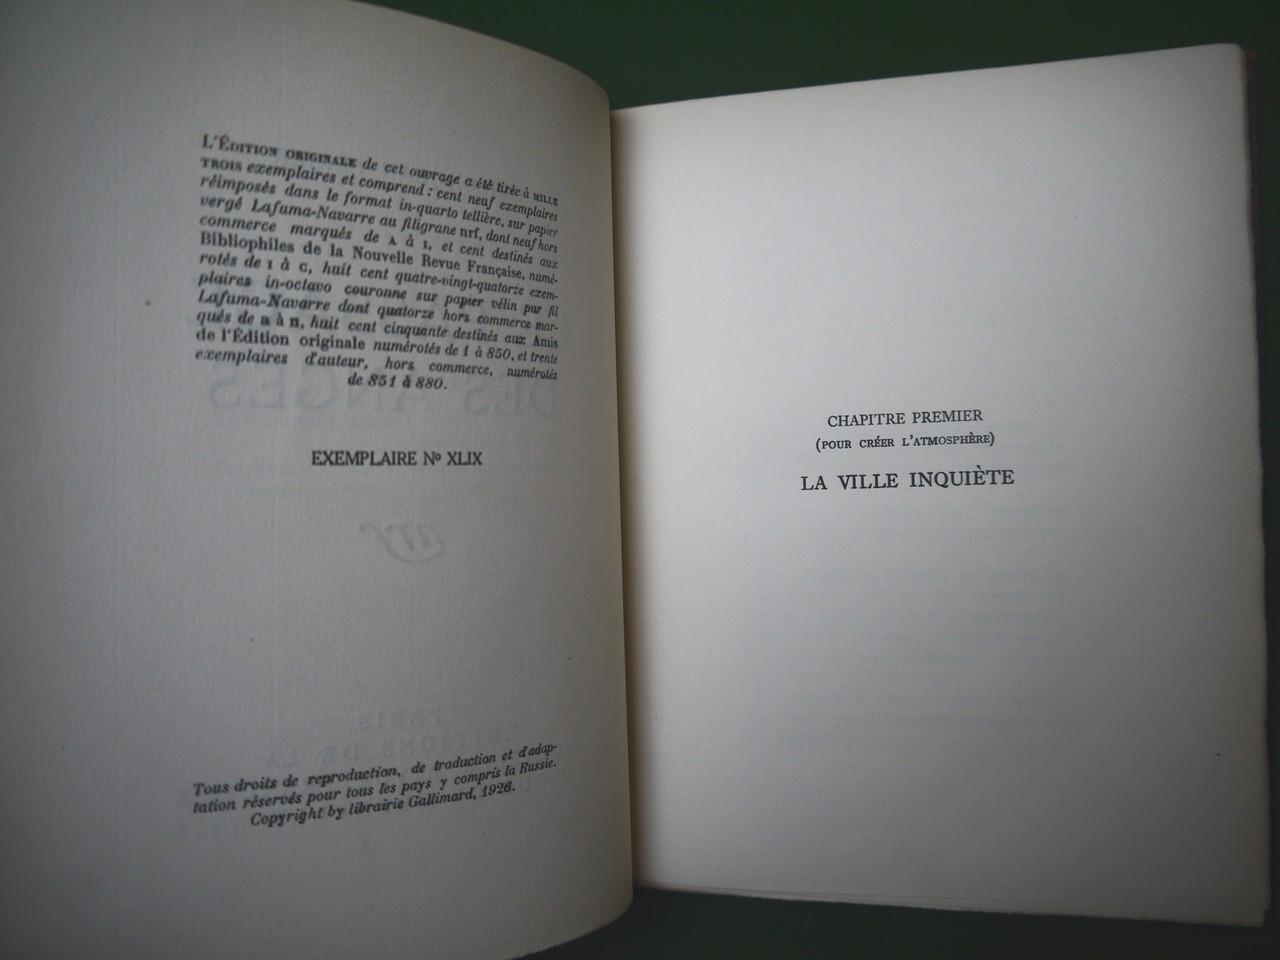 L'ÉDITION ORIGINALE de cet ouvrage a été tirée à MILLE
TROIS exemplaires et comprend : cent neuf exemplaires
réimposés dans le format in-quarto tellière, sur papier
vergé Lafuma-Navarre au filigrane nrf, dont neuf hors
commerce marqués de A à I, et cent destinés aux
Bibliophiles de la Nouvelle Revue Française, numé-
rotés de I à C, huit cent quatre-vingt-quatorze exem-
plaires in-octavo couronne sur papier vélin pur fil
Lafuma-Navarre dont quatorze hors commerce mar-
qués de a à n, huit cent cinquante destinés aux Amis
de l'Édition originale numérotés de 1 à 850, et trente
exemplaires d'auteur, hors commerce, numérotés
de 851 à 880.
EXEMPLAIRE Nº XLIX
Tous droits de reproduction, de traduction et d'adap-
tation réservés pour tous les pays y compris la Russie.
Copyright by librairie Gallimard, 1926.
CHAPITRE PREMIER
(POUR CRÉER L'ATMOSPHÈRE)
LA VILLE INQUIÈTE